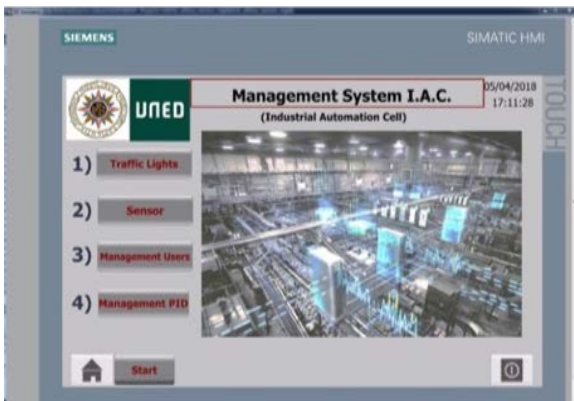 SIEMENS
SIMATIC HMI
TOUCH
UNED
Management System I.A.C.
(Industrial Automation Cell)
05/04/2018
17:11:28
1) Traffic Lights
2) Sensor
3) Management Users
4) Management PID
Start